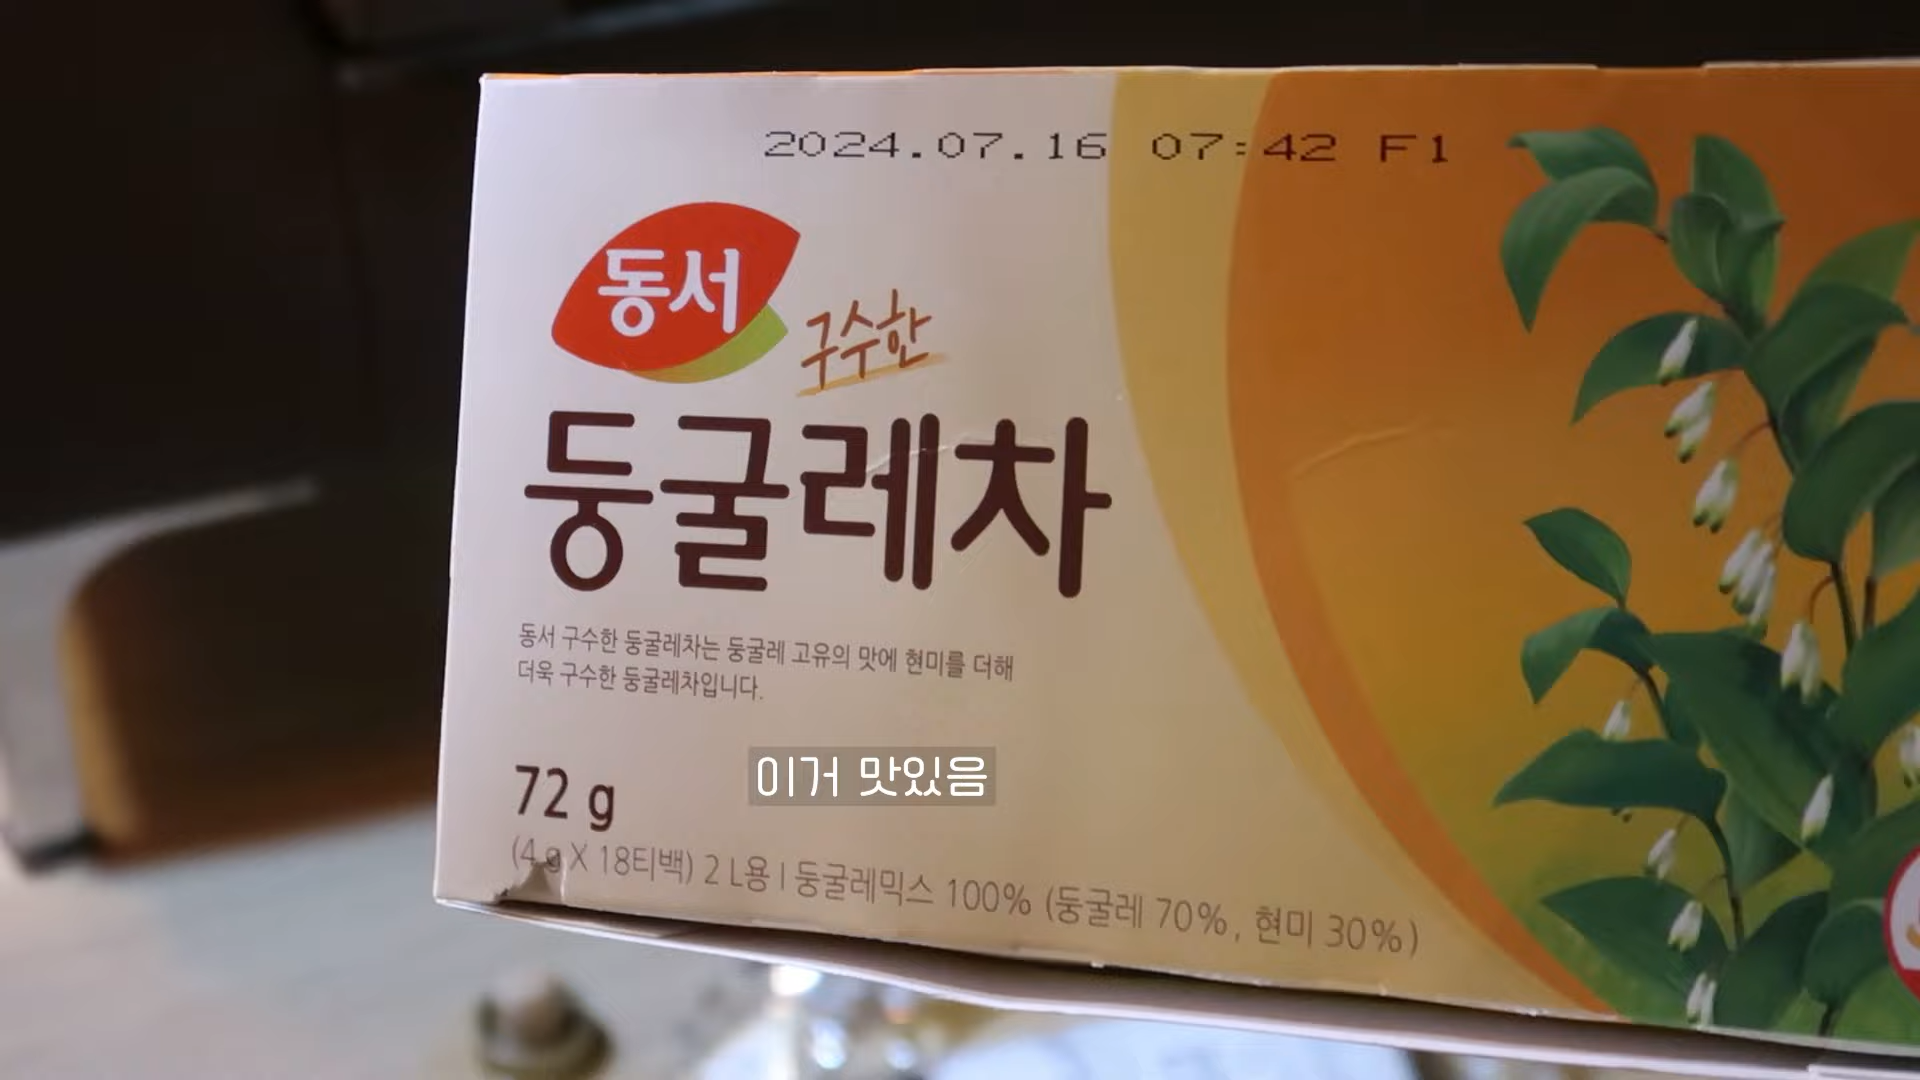 2024.07.16 07:42 F1
동서
구수한
둥굴레차
동서 구수한 둥굴레차는 둥굴레 고유의 맛에 현미를 더해
더욱 구수한 둥굴레차입니다.
이거 맛있음
72 g
(4 g X 18티백) 2 L용 I 둥굴레믹스 100% (둥굴레 70%, 현미 30%)